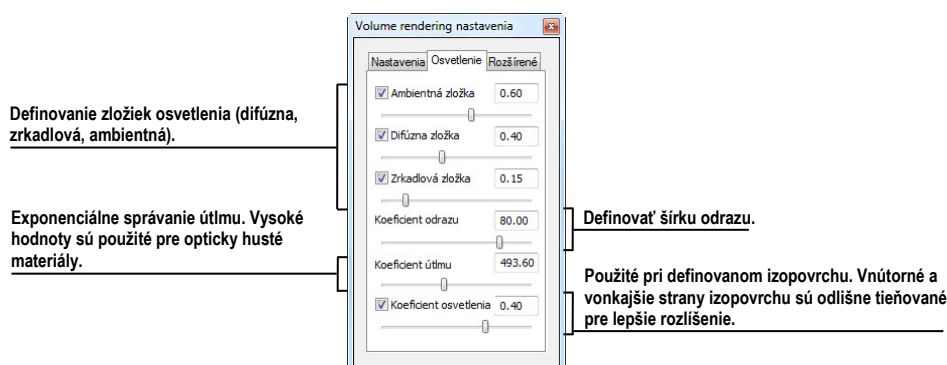 Volume rendering nastavenia
Nastavenia Osvetlenie Rozšírené
Ambientná zložka 0.60
Difúzna zložka 0.40
Zrkadlová zložka 0.15
Koeficient odrazu 80.00
Koeficient útlmu 493.60
Koeficient osvetlenia 0.40
Definovanie zložiek osvetlenia (difúzna,
zrkadlová, ambientná).
Exponenciálne správanie útlmu. Vysoké
hodnoty sú použité pre opticky husté
materiály.
Definovať šírku odrazu.
Použité pri definovanom izopovrchu. Vnútorné a
vonkajšie strany izopovrchu sú odlišne tieňované
pre lepšie rozlíšenie.